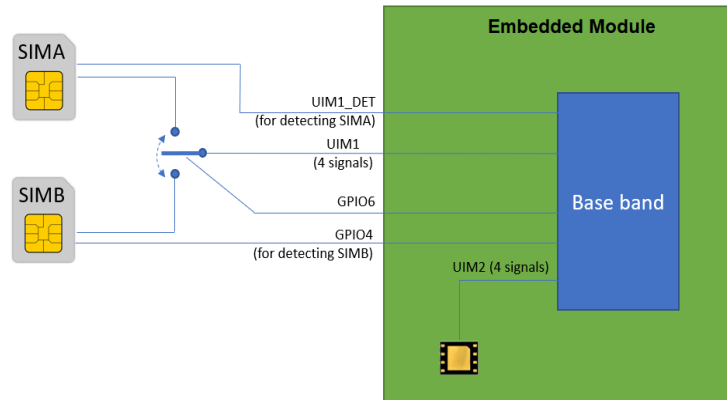 Embedded Module
SIMA
UIM1_DET
(for detecting SIMA)
UIM1
(4 signals)
SIMB
GPIO6
Base band
GPIO4
(for detecting SIMB)
UIM2 (4 signals)